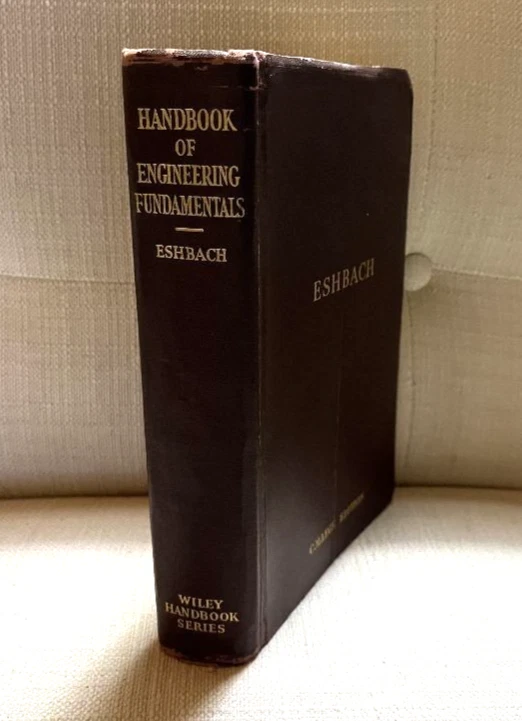 HANDBOOK
OF
ENGINEERING
FUNDAMENTALS
ESHBACH
WILEY
HANDBOOK
SERIES
ESHBACH